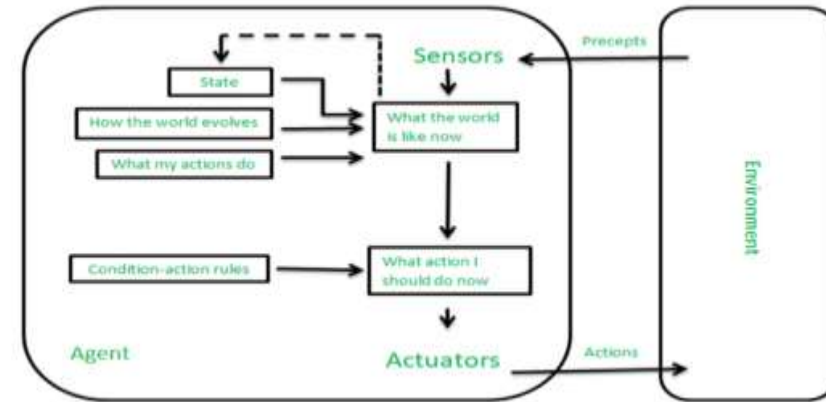 Sensors
Precepts
State
How the world evolves
What the world
is like now
What my actions do
Environment
Condition-action rules
What action I
should do now
Agent
Actuators
Actions